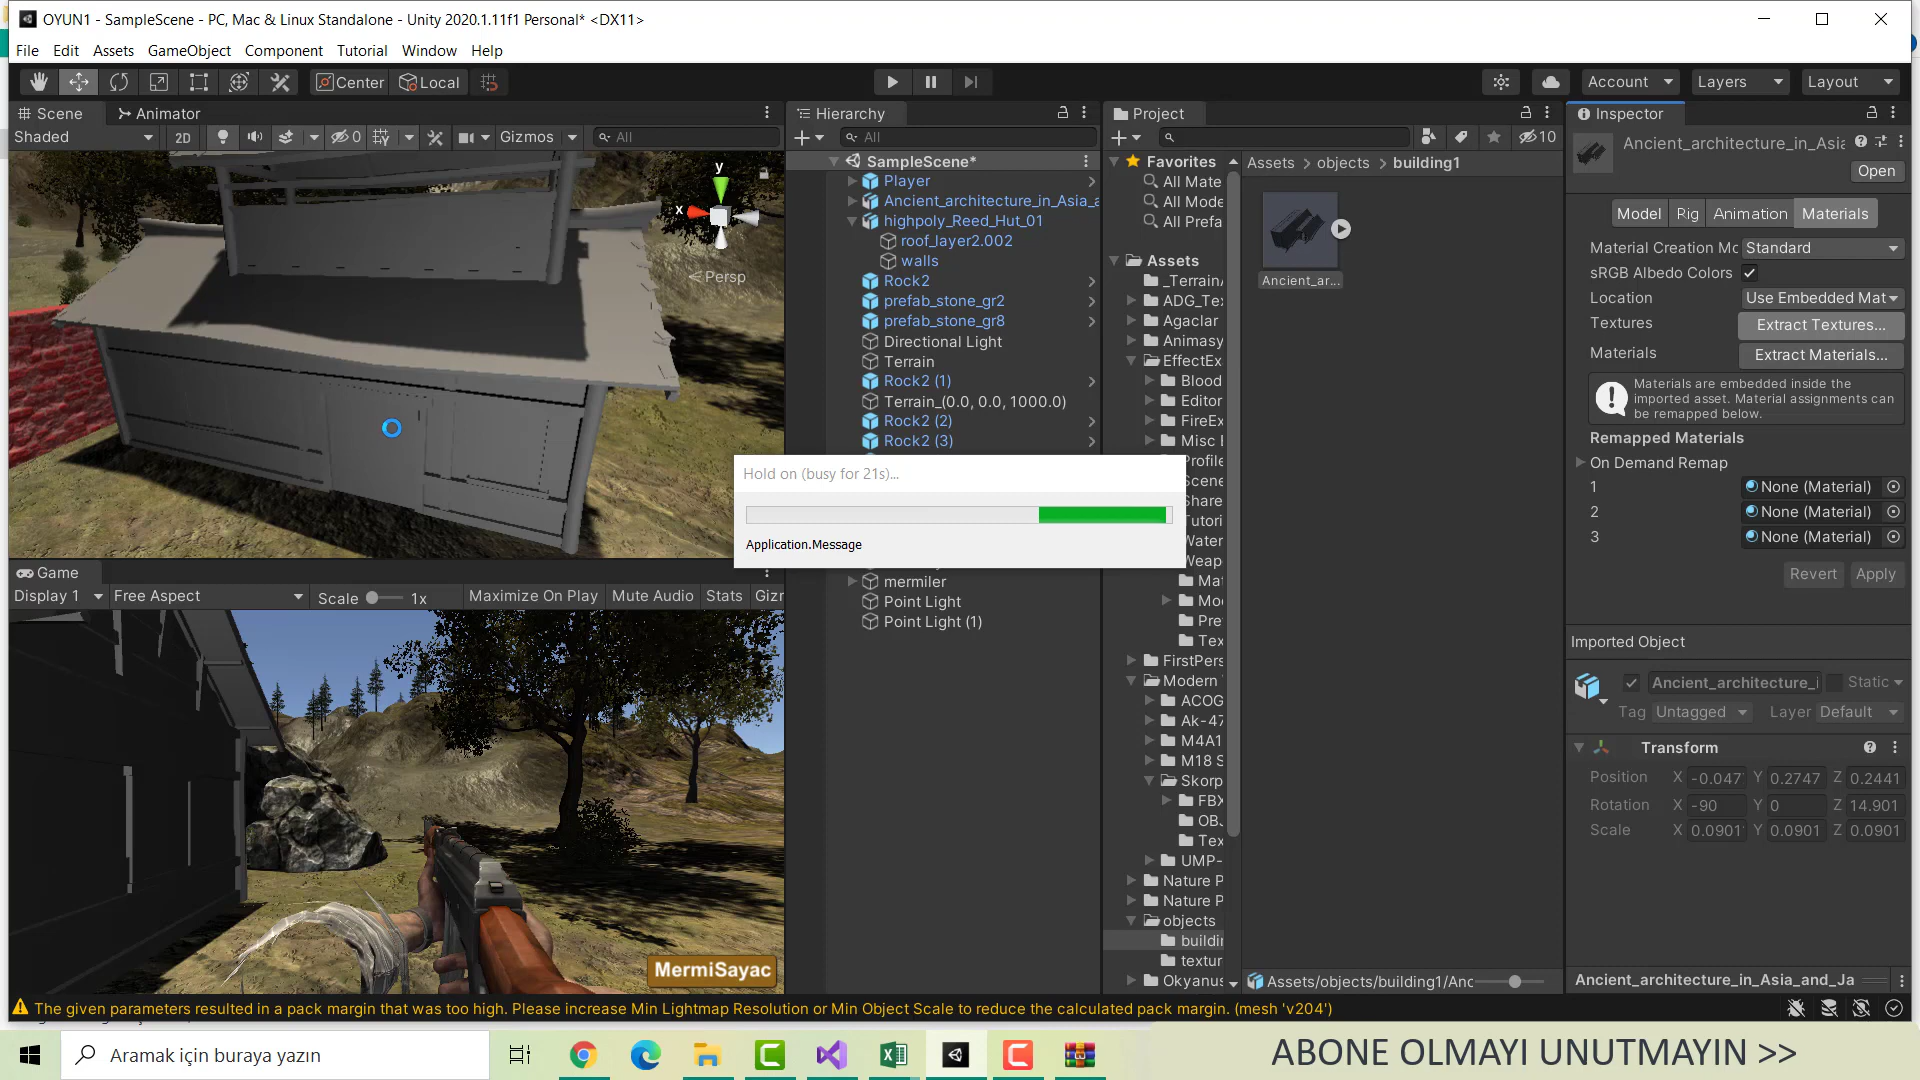 OYUN1 - SampleScene - PC, Mac & Linux Standalone - Unity 2020.1.11f1 Personal* <DX11>
File Edit Assets GameObject Component Tutorial Window Help
Center Local Account Layers Layout
Scene Animator
Shaded 2D 0 Gizmos All
y
x
Persp
Hierarchy
All
SampleScene*
Player
Ancient_architecture_in_Asia_a
highpoly_Reed_Hut_01
roof_layer2.002
walls
Rock2
prefab_stone_gr2
prefab_stone_gr8
Directional Light
Terrain
Rock2 (1)
Terrain_(0.0, 0.0, 1000.0)
Rock2 (2)
Rock2 (3)
mermiler
Point Light
Point Light (1)
Hold on (busy for 21s)...
Application.Message
Project
10
Favorites
All Mate
All Mode
All Prefa
Assets
_Terrain
ADG_Tex
Agaclar
Animasy
EffectEx
Blood
Editor
FireEx
Misc E
Profile
Scene
Share
Tutori
Water
Weap
Mat
Mod
Pre
Tex
FirstPers
Modern
ACOG
Ak-47
M4A1
M18 S
Skorp
FBX
OBJ
Tex
UMP-
Nature P
Nature P
objects
buildin
textur
Okyanus
Assets > objects > building1
Ancient_ar...
Assets/objects/building1/Anc
Inspector
Ancient_architecture_in_Asia
Open
Model Rig Animation Materials
Material Creation Mo Standard
sRGB Albedo Colors
Location Use Embedded Mat
Textures Extract Textures...
Materials Extract Materials...
Materials are embedded inside the
imported asset. Material assignments can
be remapped below.
Remapped Materials
On Demand Remap
1 None (Material)
2 None (Material)
3 None (Material)
Revert Apply
Imported Object
Ancient_architecture_i Static
Tag Untagged Layer Default
Transform
Position X -0.047 Y 0.2747 Z 0.2441
Rotation X -90 Y 0 Z 14.901
Scale X 0.0901 Y 0.0901 Z 0.0901
Ancient_architecture_in_Asia_and_Ja
Game
Display 1 Free Aspect Scale 1x Maximize On Play Mute Audio Stats Giz
MermiSayac
The given parameters resulted in a pack margin that was too high. Please increase Min Lightmap Resolution or Min Object Scale to reduce the calculated pack margin. (mesh 'v204')
Aramak için buraya yazın
ABONE OLMAYI UNUTMAYIN >>